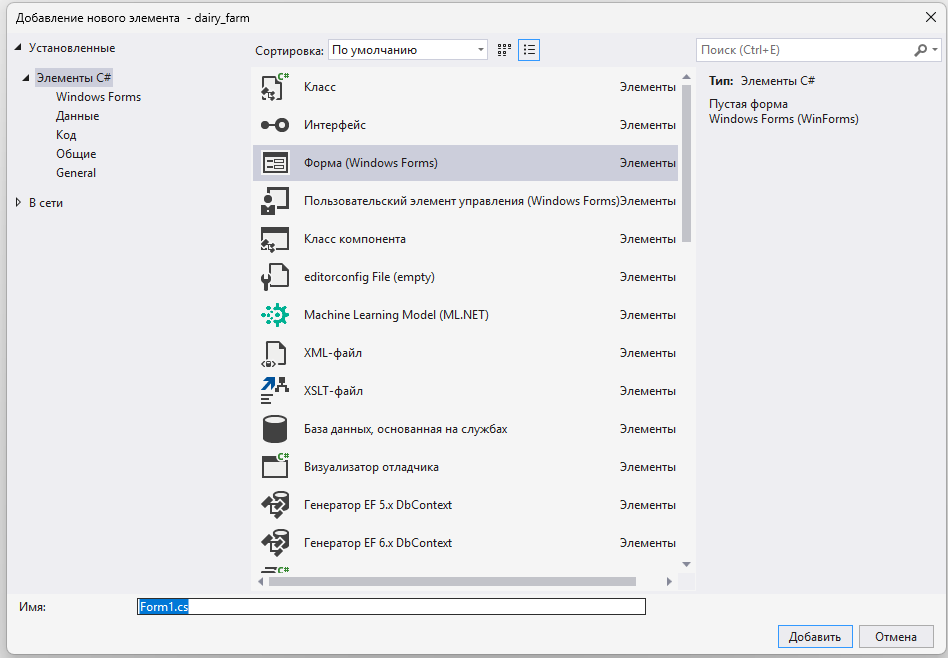 Добавление нового элемента - dairy_farm
Установленные
Элементы C#
Windows Forms
Данные
Код
Общие
General
В сети
Сортировка: По умолчанию
Класс Элементы
Интерфейс Элементы
Форма (Windows Forms) Элементы
Пользовательский элемент управления (Windows Forms) Элементы
Класс компонента Элементы
editorconfig File (empty) Элементы
Machine Learning Model (ML.NET) Элементы
XML-файл Элементы
XSLT-файл Элементы
База данных, основанная на службах Элементы
Визуализатор отладчика Элементы
Генератор EF 5.x DbContext Элементы
Генератор EF 6.x DbContext Элементы
Поиск (Ctrl+E)
Тип: Элементы C#
Пустая форма
Windows Forms (WinForms)
Имя: Form1.cs
Добавить Отмена